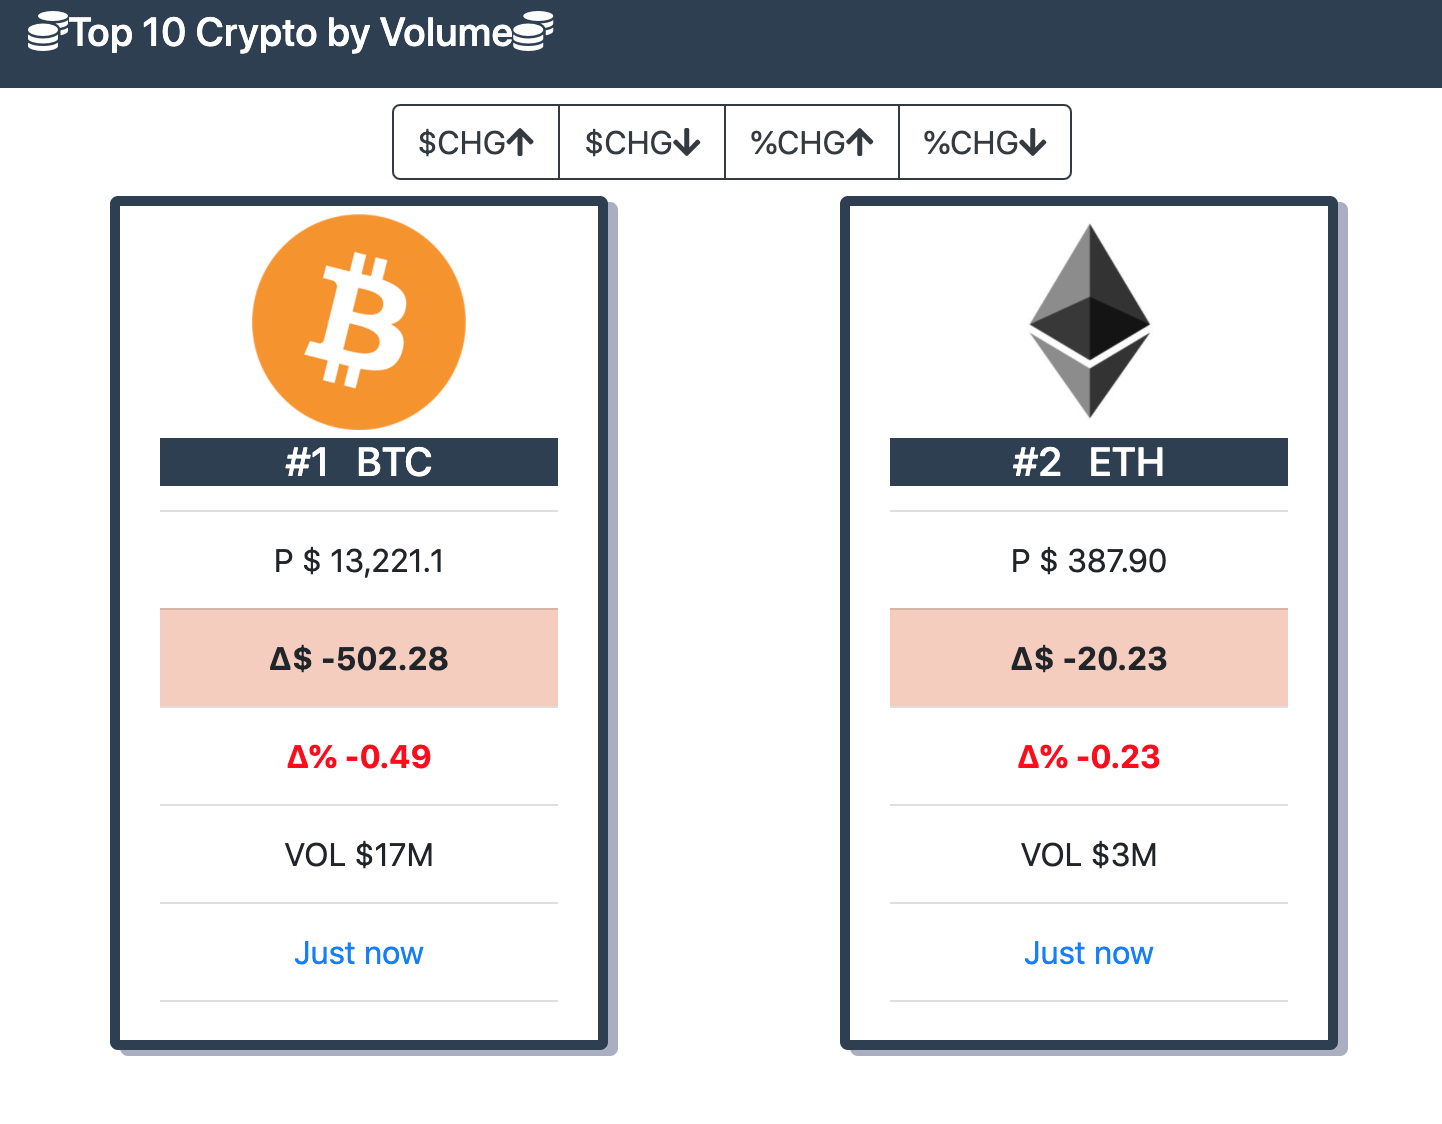 Top 10 Crypto by Volume
$CHG↑ $CHG↓ %CHG↑ %CHG↓
#1 BTC
P $ 13,221.1
Δ$ -502.28
Δ% -0.49
VOL $17M
Just now
#2 ETH
P $ 387.90
Δ$ -20.23
Δ% -0.23
VOL $3M
Just now